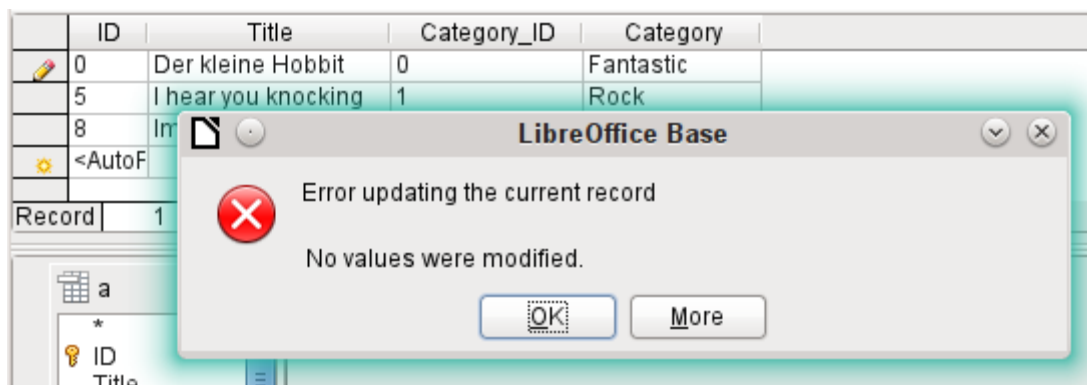 ID Title Category_ID Category
0 Der kleine Hobbit 0 Fantastic
5 I hear you knocking 1 Rock
8
LibreOffice Base
<AutoF
Error updating the current record
Record 1
No values were modified.
a
OK More
*
ID
Title